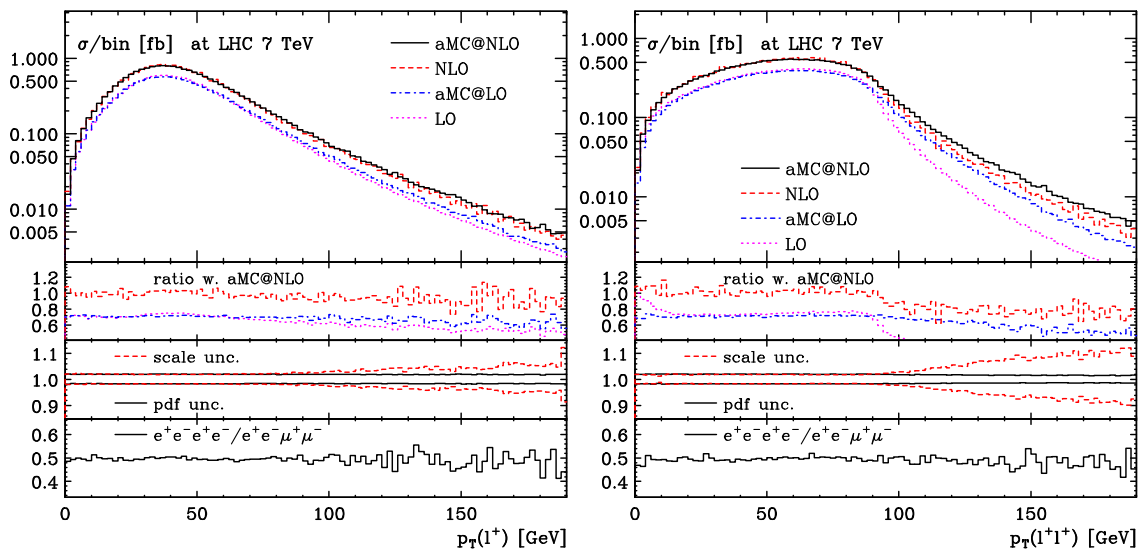 σ/bin [fb] at LHC 7 TeV
aMC@NLO
NLO
aMC@LO
LO
1.000
0.500
0.100
0.050
0.010
0.005
ratio w. aMC@NLO
1.2
1.0
0.8
0.6
scale unc.
1.1
1.0
0.9
pdf unc.
e⁺e⁻e⁺e⁻/e⁺e⁻μ⁺μ⁻
0.6
0.5
0.4
0 50 100 150
p_T(l⁺) [GeV]
σ/bin [fb] at LHC 7 TeV
1.000
0.500
0.100
0.050
0.010
0.005
aMC@NLO
NLO
aMC@LO
LO
ratio w. aMC@NLO
1.2
1.0
0.8
0.6
scale unc.
1.1
1.0
0.9
pdf unc.
e⁺e⁻e⁺e⁻/e⁺e⁻μ⁺μ⁻
0.6
0.5
0.4
0 50 100 150
p_T(l⁺l⁺) [GeV]